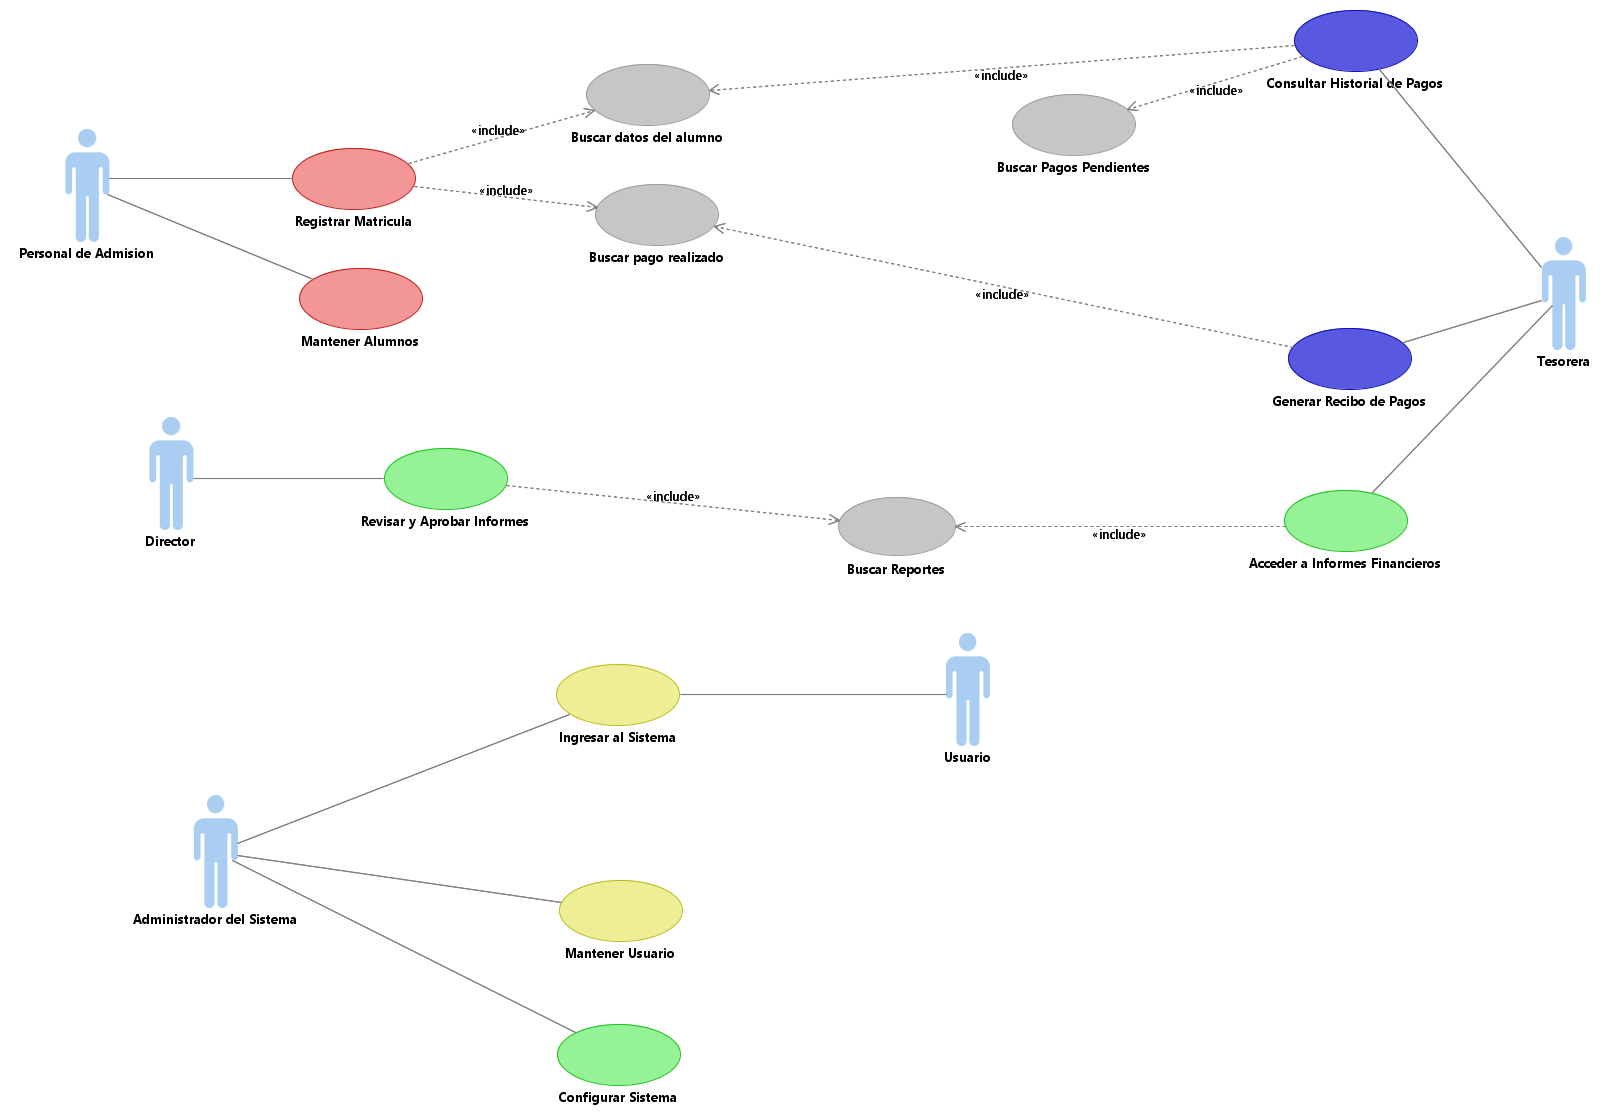 «include»
Consultar Historial de Pagos
«include»
«include»
Buscar datos del alumno
Buscar Pagos Pendientes
«include»
Registrar Matricula
Personal de Admision
Buscar pago realizado
«include»
Mantener Alumnos
Tesorera
Generar Recibo de Pagos
«include»
Revisar y Aprobar Informes
Director
«include»
Buscar Reportes
Acceder a Informes Financieros
Ingresar al Sistema
Usuario
Administrador del Sistema
Mantener Usuario
Configurar Sistema